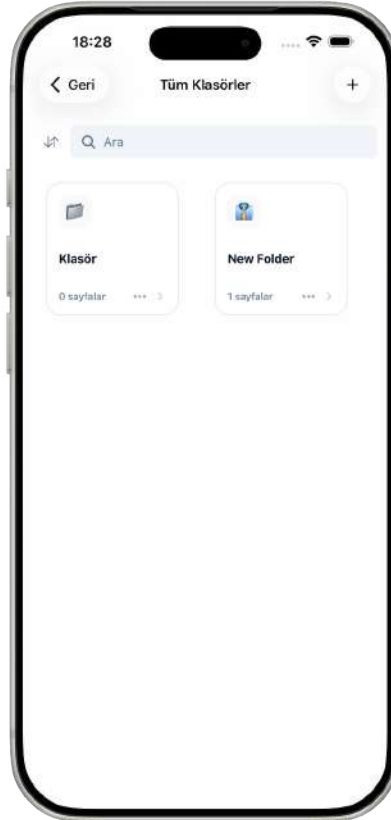 18:28
Geri
Tüm Klasörler
Ara
Klasör
New Folder
0 sayfalar
1 sayfalar